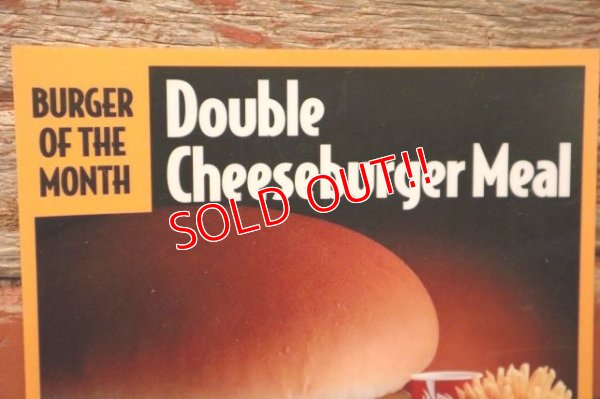 BURGER
OF THE
MONTH
Double
Cheeseburger Meal
SOLD OUT!!